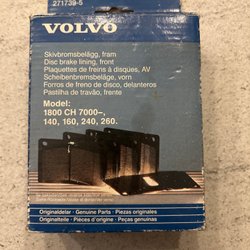 271739-5
VOLVO
Skivbromsbelägg, fram
Disc brake lining, front
Plaquettes de freins à disques, AV
Scheibenbremsbeläge, vorn
Forros de freno de disco, delanteros
Pastilha de travão, frente
Model:
1800 CH 7000–,
140, 160, 240, 260.
Originaldelar · Genuine Parts · Pièces originales
Originalteile · Piezas originales · Peças originais